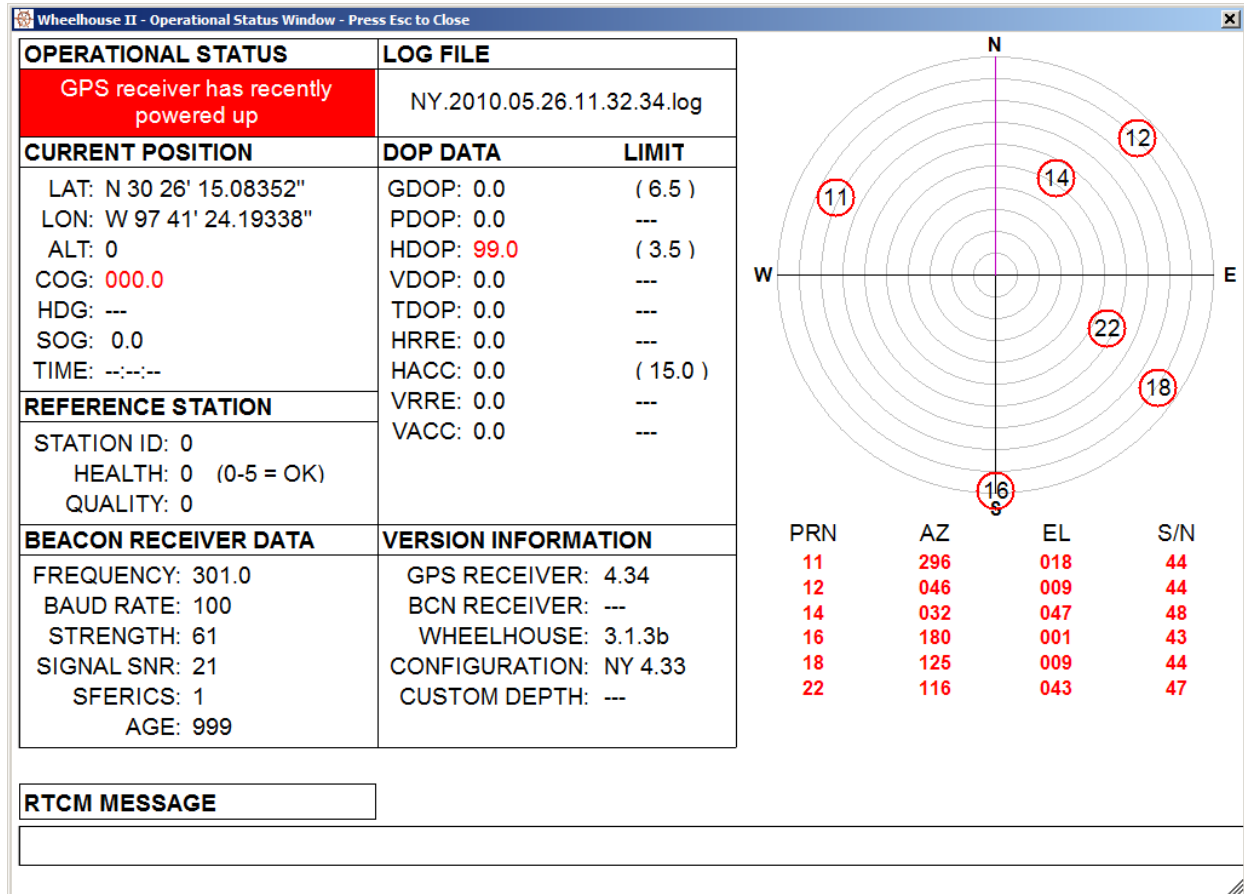 Wheelhouse II - Operational Status Window - Press Esc to Close
OPERATIONAL STATUS
GPS receiver has recently
powered up
LOG FILE
NY.2010.05.26.11.32.34.log
CURRENT POSITION
LAT: N 30 26' 15.08352"
LON: W 97 41' 24.19338"
ALT: 0
COG: 000.0
HDG: ---
SOG: 0.0
TIME: --:--:--
DOP DATA LIMIT
GDOP: 0.0 ( 6.5 )
PDOP: 0.0 ---
HDOP: 99.0 ( 3.5 )
VDOP: 0.0 ---
TDOP: 0.0 ---
HRRE: 0.0 ---
HACC: 0.0 ( 15.0 )
VRRE: 0.0 ---
VACC: 0.0 ---
REFERENCE STATION
STATION ID: 0
HEALTH: 0 (0-5 = OK)
QUALITY: 0
BEACON RECEIVER DATA
FREQUENCY: 301.0
BAUD RATE: 100
STRENGTH: 61
SIGNAL SNR: 21
SFERICS: 1
AGE: 999
VERSION INFORMATION
GPS RECEIVER: 4.34
BCN RECEIVER: ---
WHEELHOUSE: 3.1.3b
CONFIGURATION: NY 4.33
CUSTOM DEPTH: ---
N
12
14
11
W E
22
18
16
S
PRN AZ EL S/N
11 296 018 44
12 046 009 44
14 032 047 48
16 180 001 43
18 125 009 44
22 116 043 47
RTCM MESSAGE